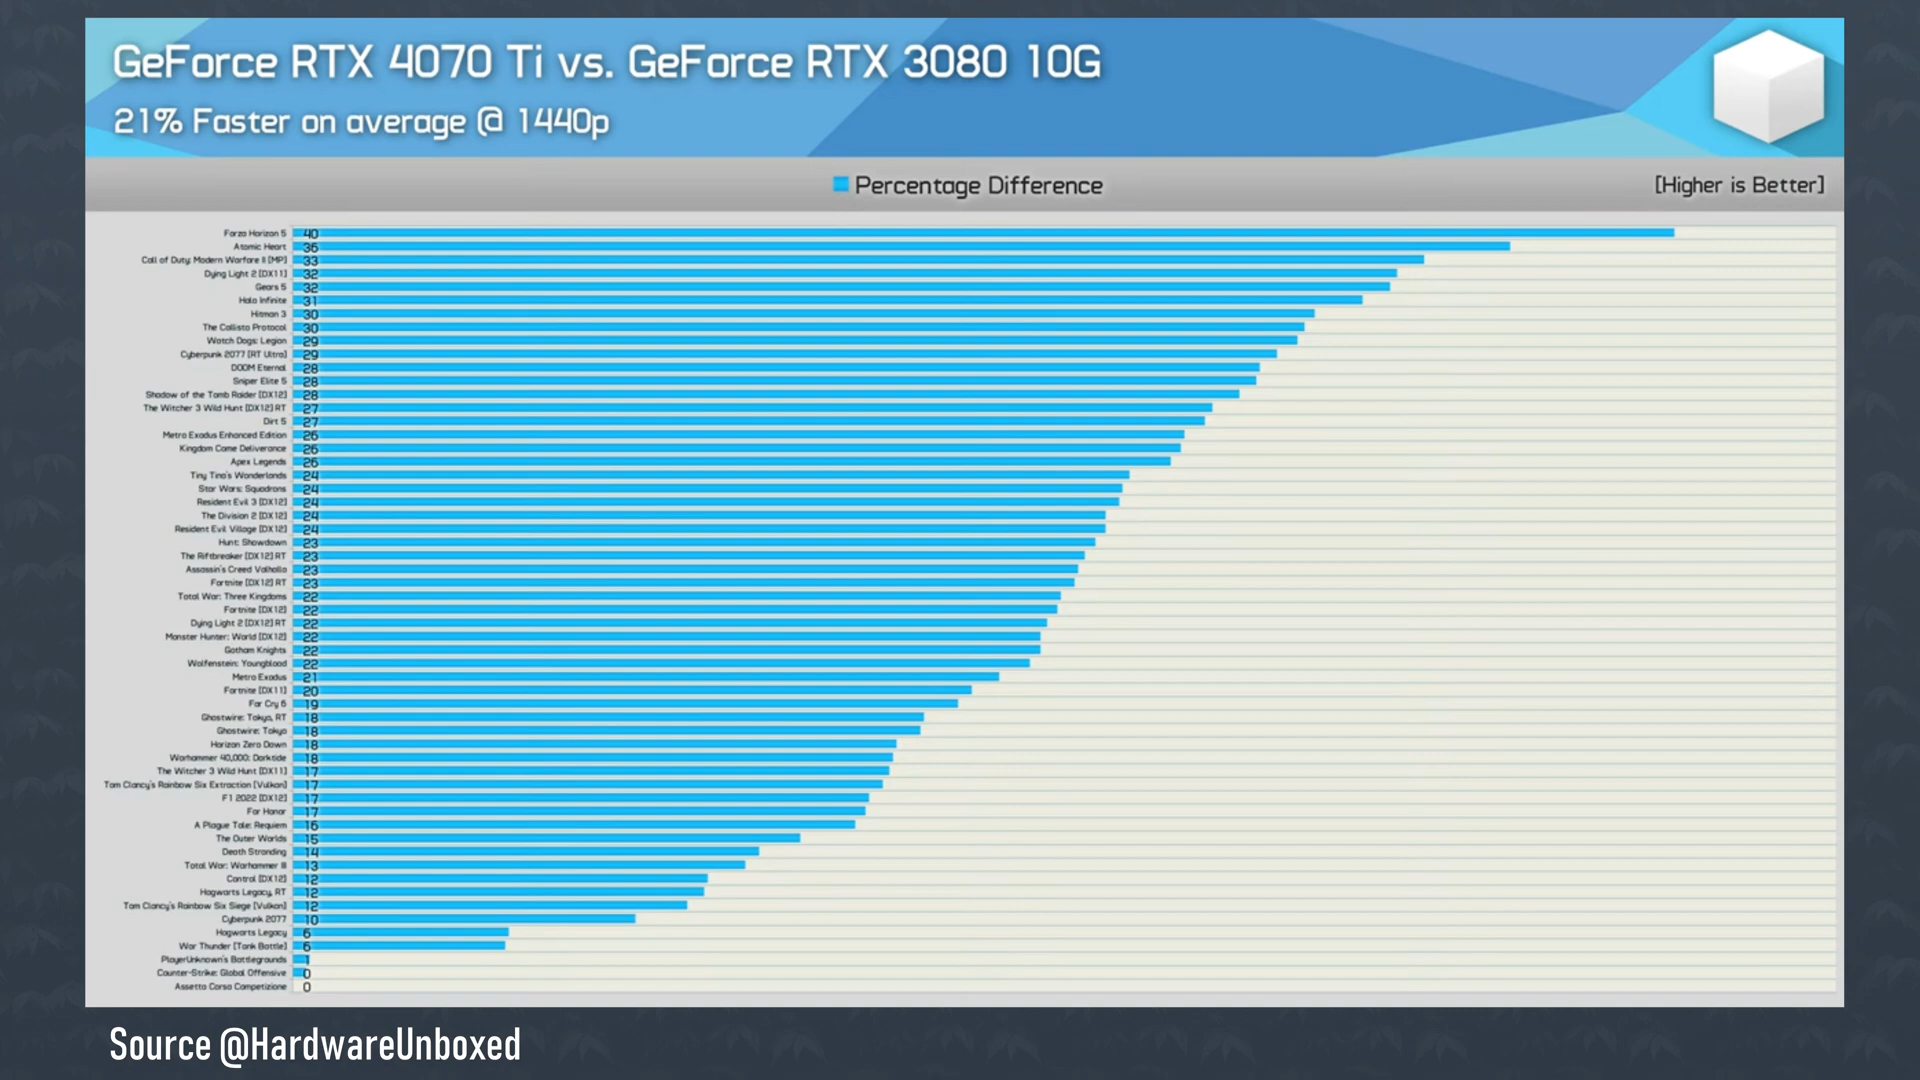 GeForce RTX 4070 Ti vs. GeForce RTX 3080 10G
21% Faster on average @ 1440p
Percentage Difference
[Higher is Better]
Forza Horizon 5 40
Atomic Heart 36
Call of Duty: Modern Warfare II [MP] 33
Dying Light 2 [DX11] 32
Gears 5 32
Halo Infinite 31
Hitman 3 30
The Callisto Protocol 30
Watch Dogs: Legion 29
Cyberpunk 2077 [RT Ultra] 29
DOOM Eternal 28
Sniper Elite 5 28
Shadow of the Tomb Raider [DX12] 28
The Witcher 3 Wild Hunt [DX12] RT 27
Dirt 5 27
Metro Exodus Enhanced Edition 26
Kingdom Come Deliverance 26
Apex Legends 26
Tiny Tina's Wonderlands 24
Star Wars: Squadrons 24
Resident Evil 3 [DX12] 24
The Division 2 [DX12] 24
Resident Evil Village [DX12] 24
Hunt: Showdown 23
The Riftbreaker [DX12] RT 23
Assassin's Creed Valhalla 23
Fortnite [DX12] RT 23
Total War: Three Kingdoms 22
Fortnite [DX12] 22
Dying Light 2 [DX12] RT 22
Monster Hunter: World [DX12] 22
Gotham Knights 22
Wolfenstein: Youngblood 22
Metro Exodus 21
Fortnite [DX11] 20
Far Cry 6 19
Ghostwire: Tokyo, RT 18
Ghostwire: Tokyo 18
Horizon Zero Dawn 18
Warhammer 40,000: Darktide 18
The Witcher 3 Wild Hunt [DX11] 17
Tom Clancy's Rainbow Six Extraction [Vulkan] 17
F1 2022 [DX12] 17
For Honor 17
A Plague Tale: Requiem 16
The Outer Worlds 15
Death Stranding 14
Total War: Warhammer III 13
Control [DX12] 12
Hogwarts Legacy, RT 12
Tom Clancy's Rainbow Six Siege [Vulkan] 12
Cyberpunk 2077 10
Hogwarts Legacy 6
War Thunder [Tank Battle] 6
PlayerUnknown's Battlegrounds 1
Counter-Strike: Global Offensive 0
Assetto Corsa Competizione 0
Source @HardwareUnboxed